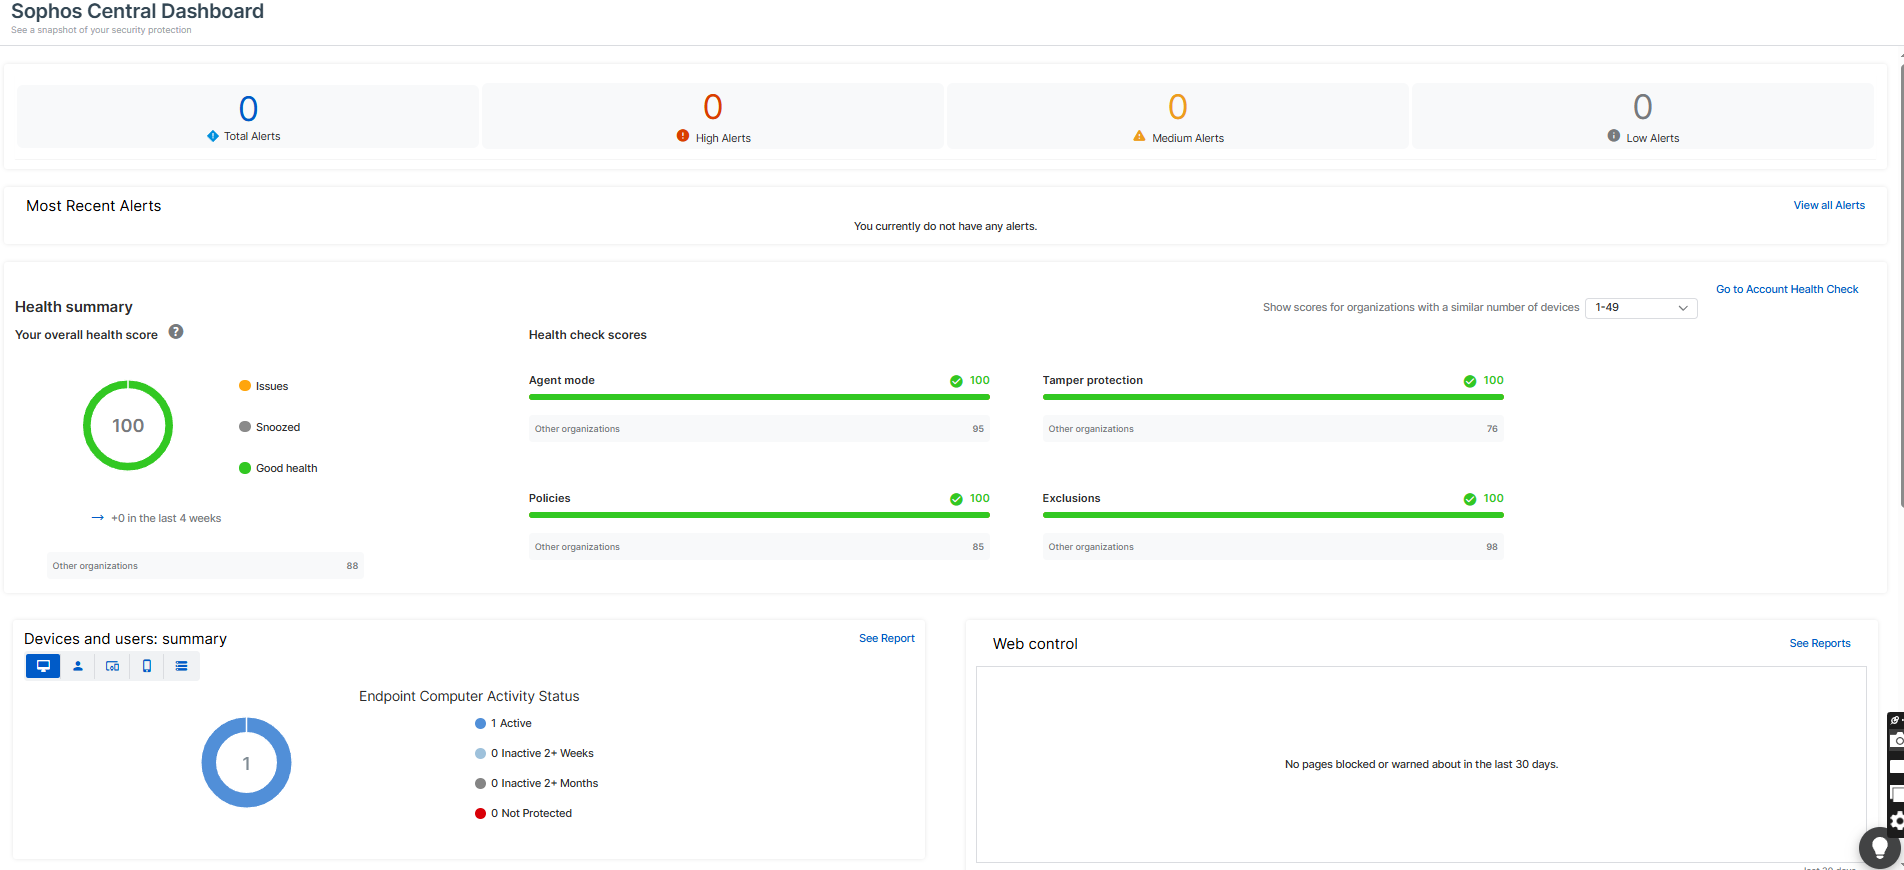 Sophos Central Dashboard
See a snapshot of your security protection
0
Total Alerts
0
High Alerts
0
Medium Alerts
0
Low Alerts
Most Recent Alerts
View all Alerts
You currently do not have any alerts.
Go to Account Health Check
Health summary
Show scores for organizations with a similar number of devices 1-49
Your overall health score ?
Health check scores
100
Issues
Snoozed
Good health
→ +0 in the last 4 weeks
Other organizations 88
Agent mode 100
Other organizations 95
Tamper protection 100
Other organizations 76
Policies 100
Other organizations 85
Exclusions 100
Other organizations 98
Devices and users: summary
See Report
Endpoint Computer Activity Status
1
1 Active
0 Inactive 2+ Weeks
0 Inactive 2+ Months
0 Not Protected
Web control
See Reports
No pages blocked or warned about in the last 30 days.